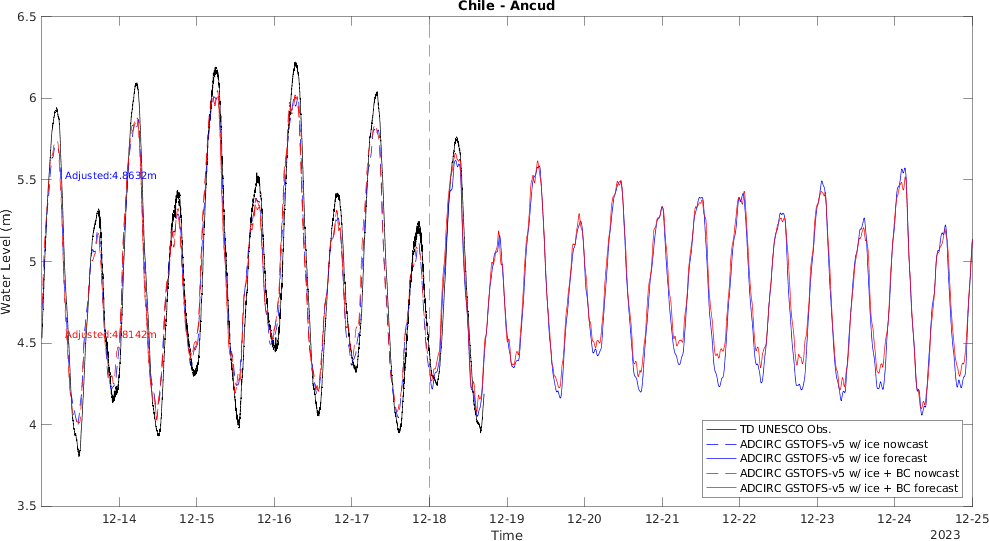 Chile - Ancud
6.5
6
5.5
5
4.5
4
3.5
Water Level (m)
Adjusted:4.8632m
Adjusted:4.8142m
TD UNESCO Obs.
ADCIRC GSTOFS-v5 w/ ice nowcast
ADCIRC GSTOFS-v5 w/ ice forecast
ADCIRC GSTOFS-v5 w/ ice + BC nowcast
ADCIRC GSTOFS-v5 w/ ice + BC forecast
12-14 12-15 12-16 12-17 12-18 12-19 12-20 12-21 12-22 12-23 12-24 12-25
Time
2023